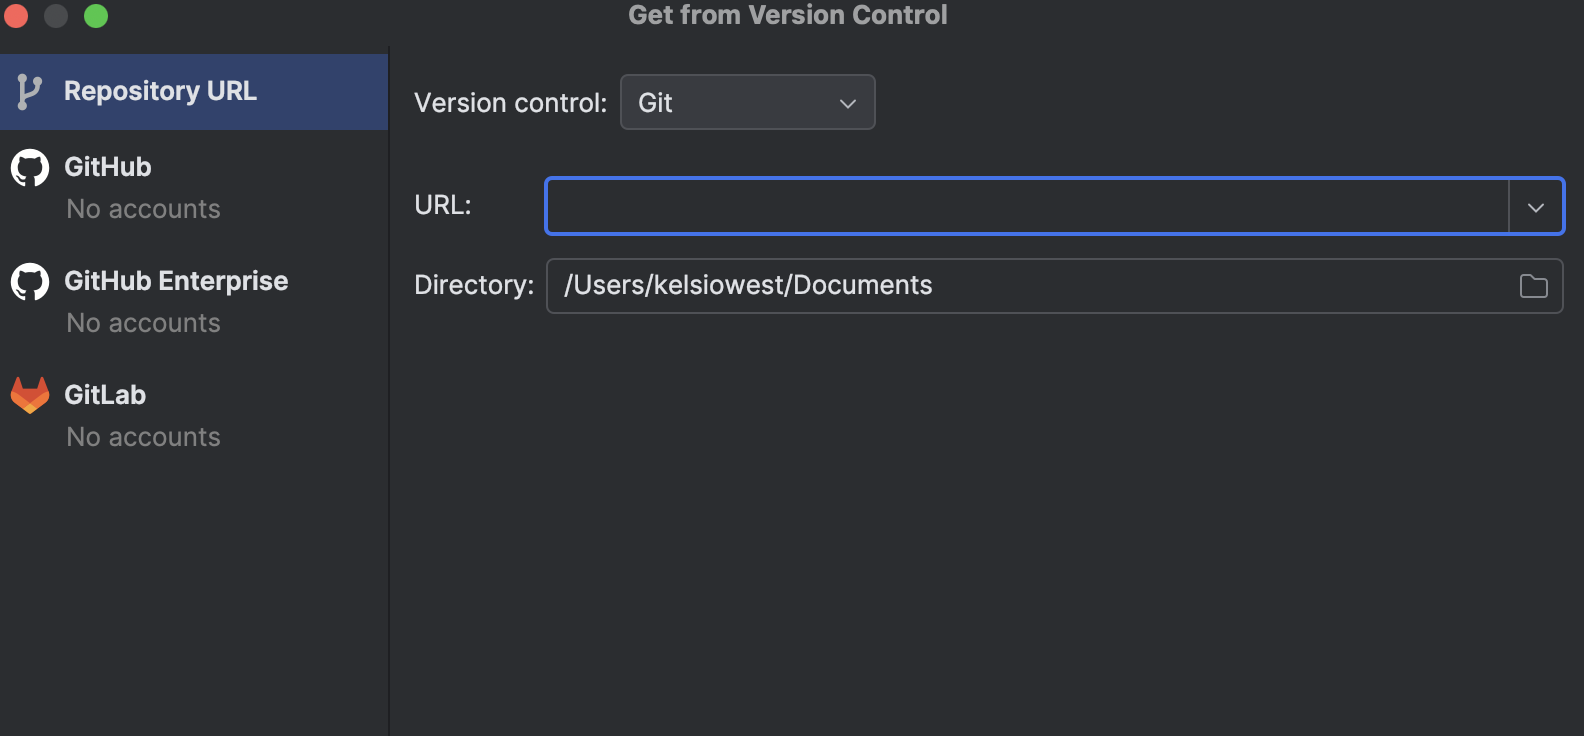 Get from Version Control
Repository URL
GitHub
No accounts
GitHub Enterprise
No accounts
GitLab
No accounts
Version control: Git
URL:
Directory: /Users/kelsiowest/Documents